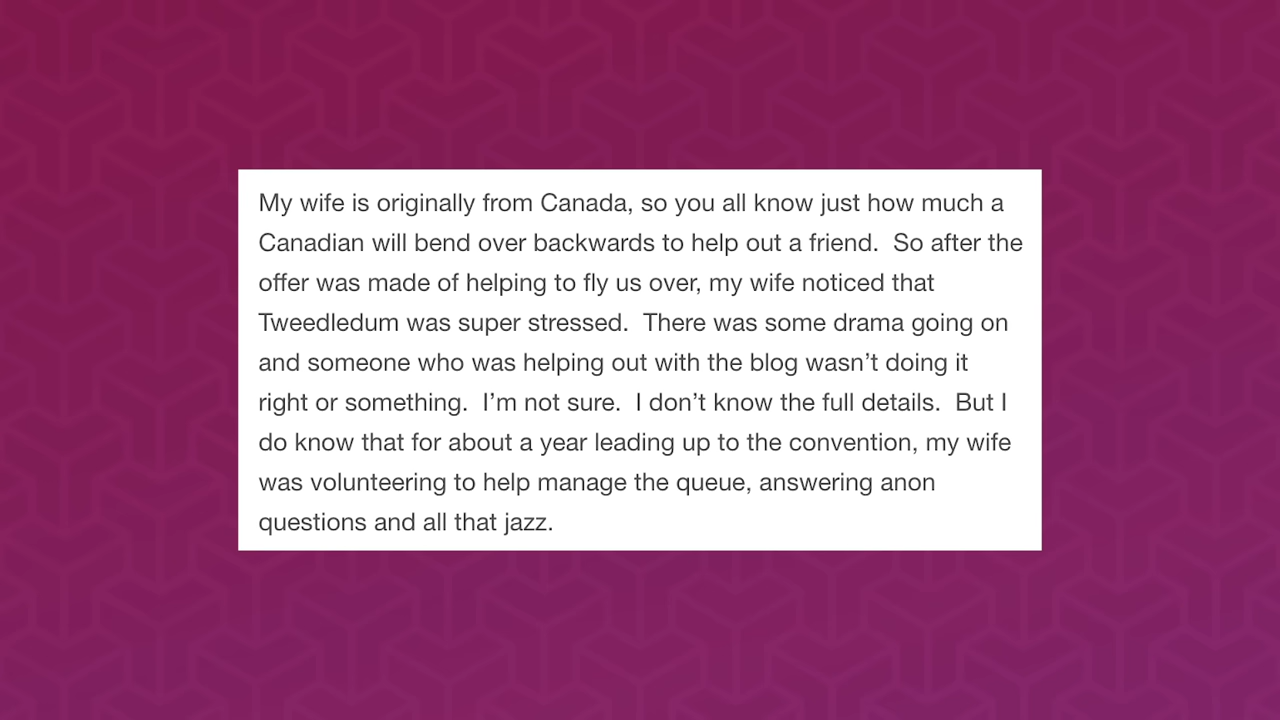 My wife is originally from Canada, so you all know just how much a
Canadian will bend over backwards to help out a friend.  So after the
offer was made of helping to fly us over, my wife noticed that
Tweedledum was super stressed.  There was some drama going on
and someone who was helping out with the blog wasn’t doing it
right or something.  I’m not sure.  I don’t know the full details.  But I
do know that for about a year leading up to the convention, my wife
was volunteering to help manage the queue, answering anon
questions and all that jazz.